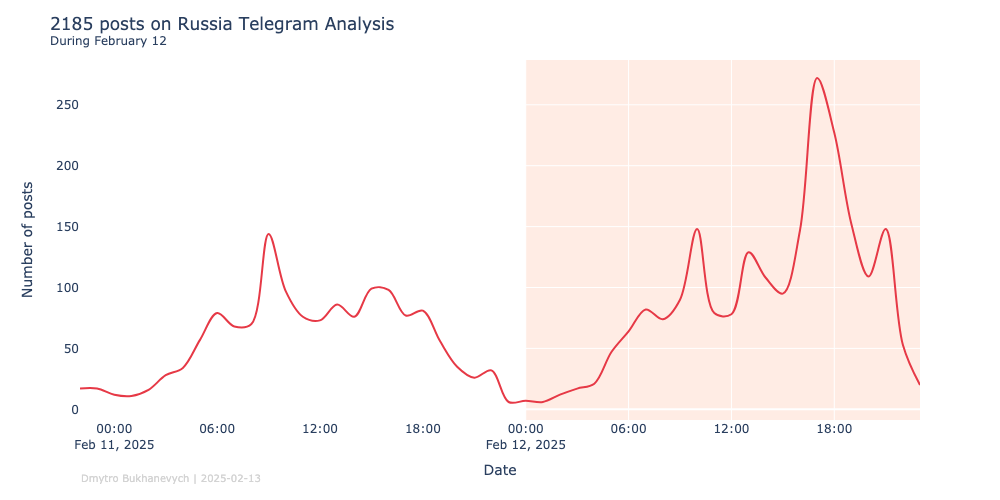 2185 posts on Russia Telegram Analysis
During February 12
Number of posts
250
200
150
100
50
0
00:00 06:00 12:00 18:00 00:00 06:00 12:00 18:00
Feb 11, 2025 Feb 12, 2025
Date
Dmytro Bukhanevych | 2025-02-13